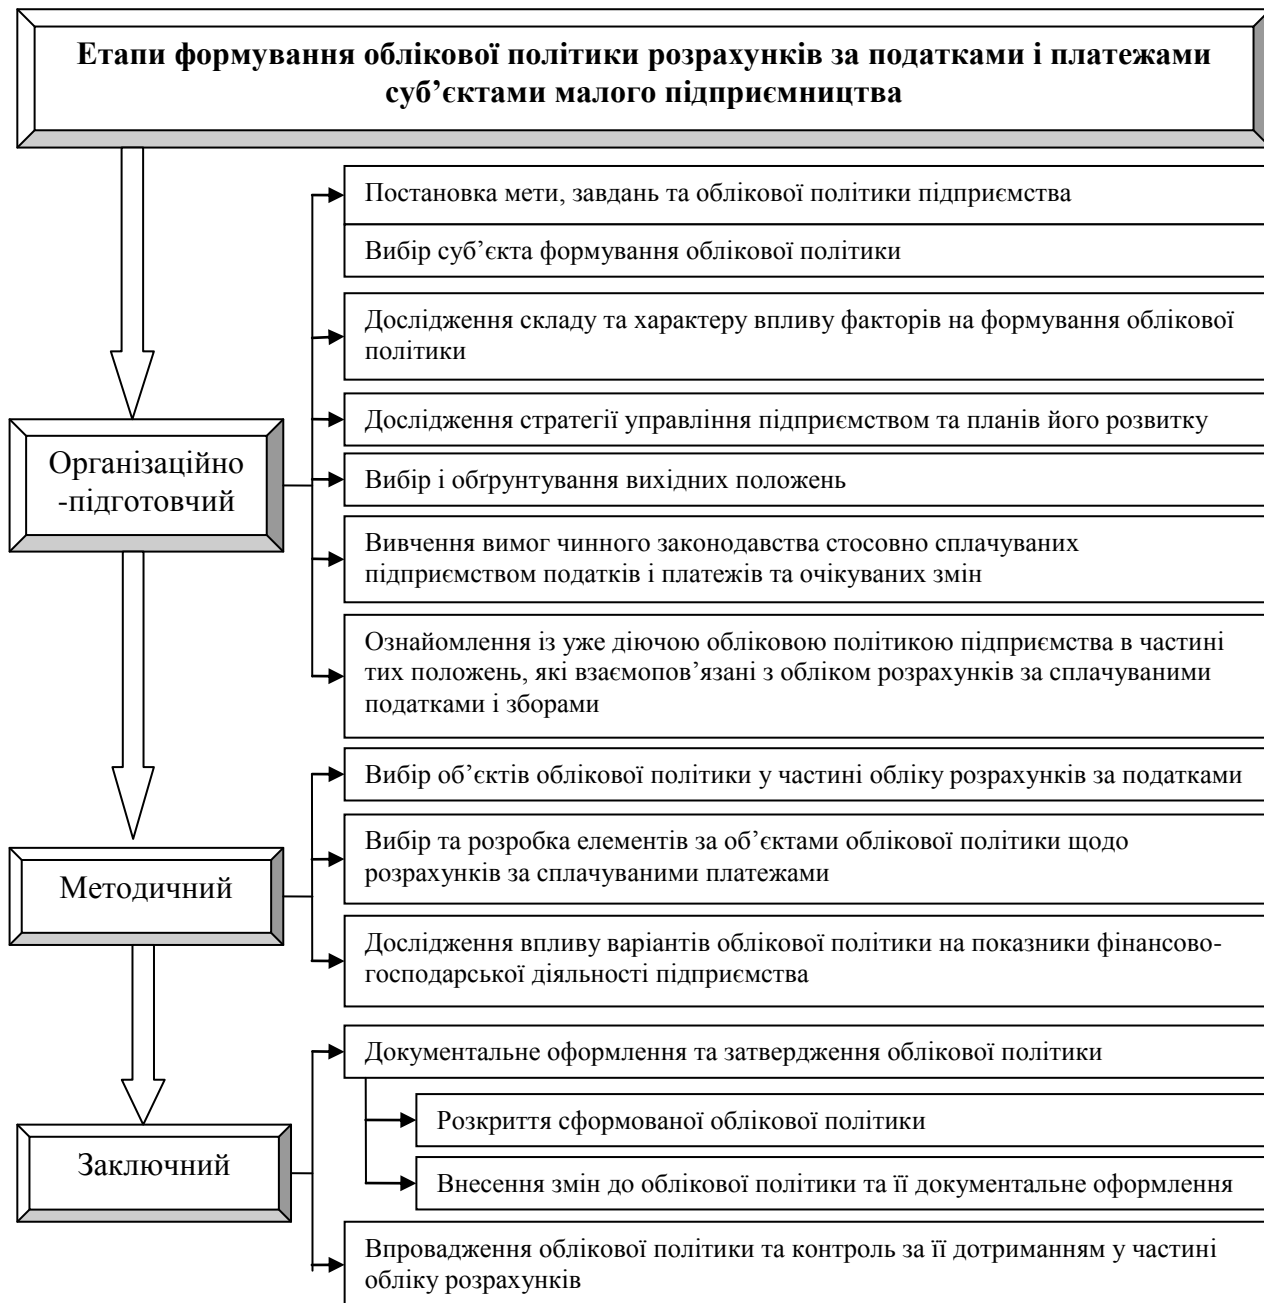 Етапи формування облікової політики розрахунків за податками і платежами
суб’єктами малого підприємництва
Організаційно
-підготовчий
Постановка мети, завдань та облікової політики підприємства
Вибір суб’єкта формування облікової політики
Дослідження складу та характеру впливу факторів на формування облікової
політики
Дослідження стратегії управління підприємством та планів його розвитку
Вибір і обґрунтування вихідних положень
Вивчення вимог чинного законодавства стосовно сплачуваних
підприємством податків і платежів та очікуваних змін
Ознайомлення із уже діючою обліковою політикою підприємства в частині
тих положень, які взаємопов’язані з обліком розрахунків за сплачуваними
податками і зборами
Методичний
Вибір об’єктів облікової політики у частині обліку розрахунків за податками
Вибір та розробка елементів за об’єктами облікової політики щодо
розрахунків за сплачуваними платежами
Дослідження впливу варіантів облікової політики на показники фінансово-
господарської діяльності підприємства
Заключний
Документальне оформлення та затвердження облікової політики
Розкриття сформованої облікової політики
Внесення змін до облікової політики та її документальне оформлення
Впровадження облікової політики та контроль за її дотриманням у частині
обліку розрахунків